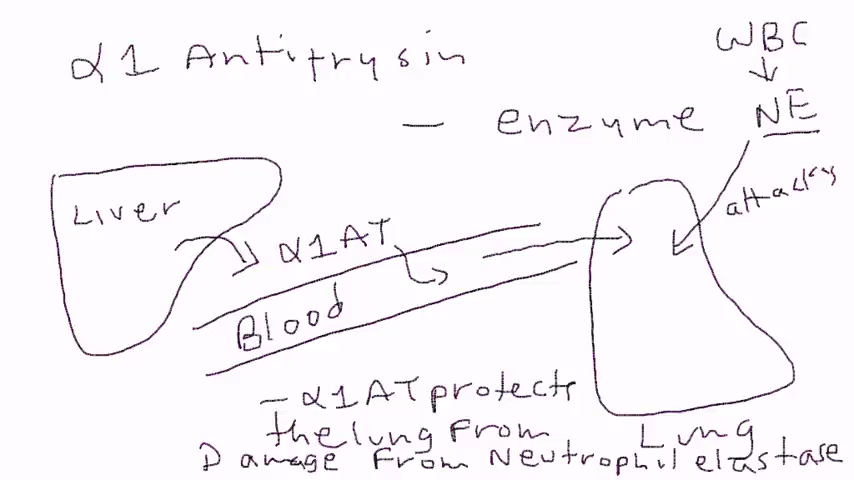 α1 Antitrysin
WBC
- enzyme NE
attacks
Liver
α1AT
Blood
- α1AT protects
the lung From
Lung
Damage From Neutrophil elastase